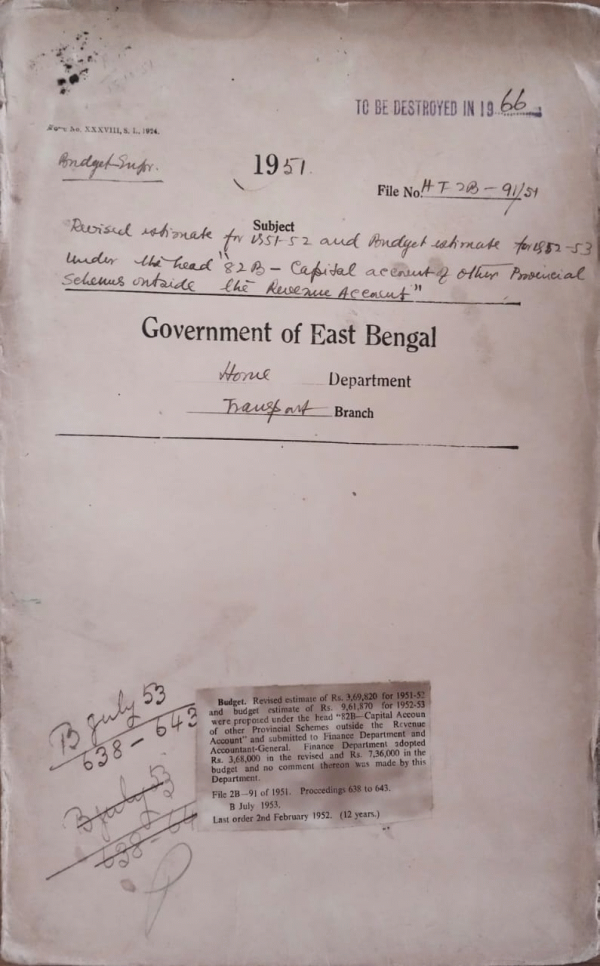 TO BE DESTROYED IN 1966
Form No. XXXVIII, S. I., 1924.
Budget Supr.
1951.
File No. HT 2B – 91/51
Subject
Revised estimate for 1951-52 and Budget estimate for 1952-53
under the head "82B – Capital account of other Provincial
Schemes outside the Revenue Account"
Government of East Bengal
Home Department
Transport Branch
B July 53
638 – 643
B July 53
638 – 64
Budget. Revised estimate of Rs. 3,69,820 for 1951-52
and budget estimate of Rs. 9,61,870 for 1952-53
were proposed under the head "82B—Capital Accoun
of other Provincial Schemes outside the Revenue
Account" and submitted to Finance Department and
Accountant-General. Finance Department adopted
Rs. 3,68,000 in the revised and Rs. 7,36,000 in the
budget and no comment thereon was made by this
Department.
File 2B—91 of 1951. Proceedings 638 to 643.
B July 1953.
Last order 2nd February 1952. (12 years.)